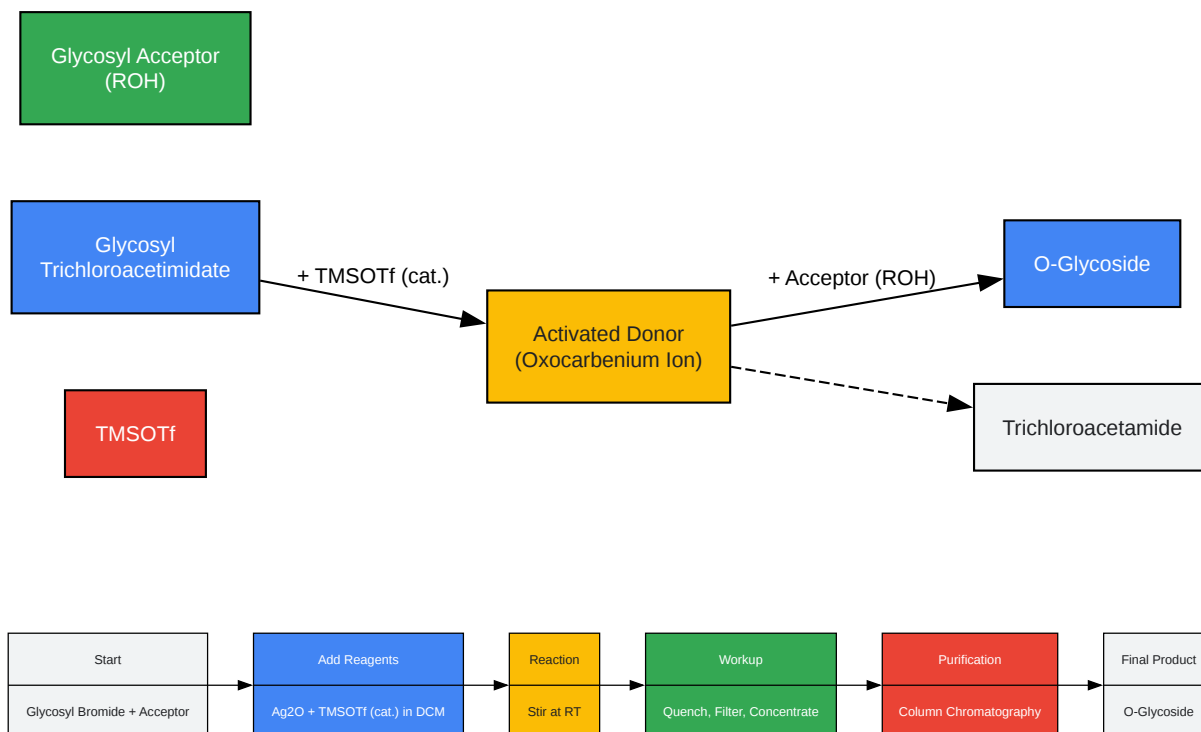 Glycosyl Acceptor
(ROH)
Glycosyl
Trichloroacetimidate
+ TMSOTf (cat.)
+ Acceptor (ROH)
O-Glycoside
Activated Donor
(Oxocarbenium Ion)
TMSOTf
Trichloroacetamide
Start
Glycosyl Bromide + Acceptor
Add Reagents
Ag2O + TMSOTf (cat.) in DCM
Reaction
Stir at RT
Workup
Quench, Filter, Concentrate
Purification
Column Chromatography
Final Product
O-Glycoside